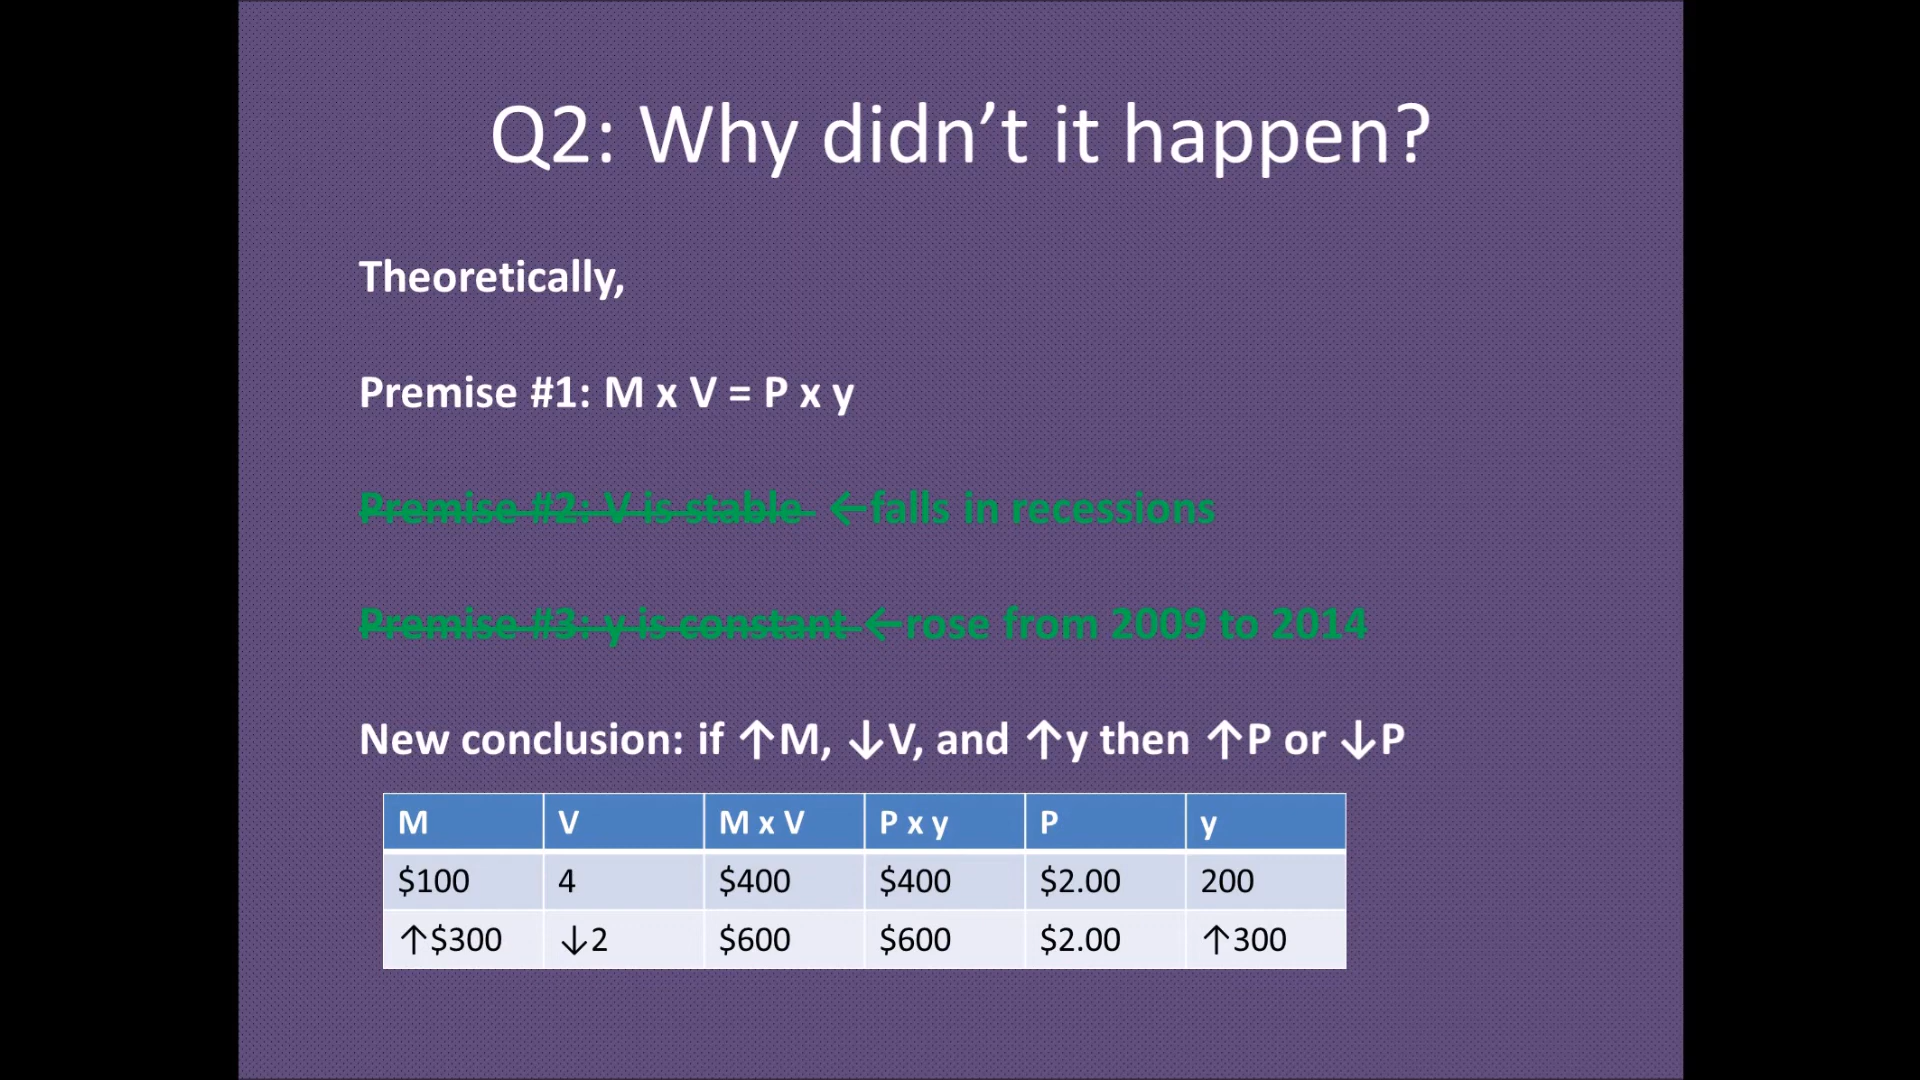 Q2: Why didn’t it happen?
Theoretically,
Premise #1: M x V = P x y
Premise #2: V is stable ←falls in recessions
Premise #3: y is constant ←rose from 2009 to 2014
New conclusion: if ↑M, ↓V, and ↑y then ↑P or ↓P
M V M x V P x y P y
$100 4 $400 $400 $2.00 200
↑$300 ↓2 $600 $600 $2.00 ↑300